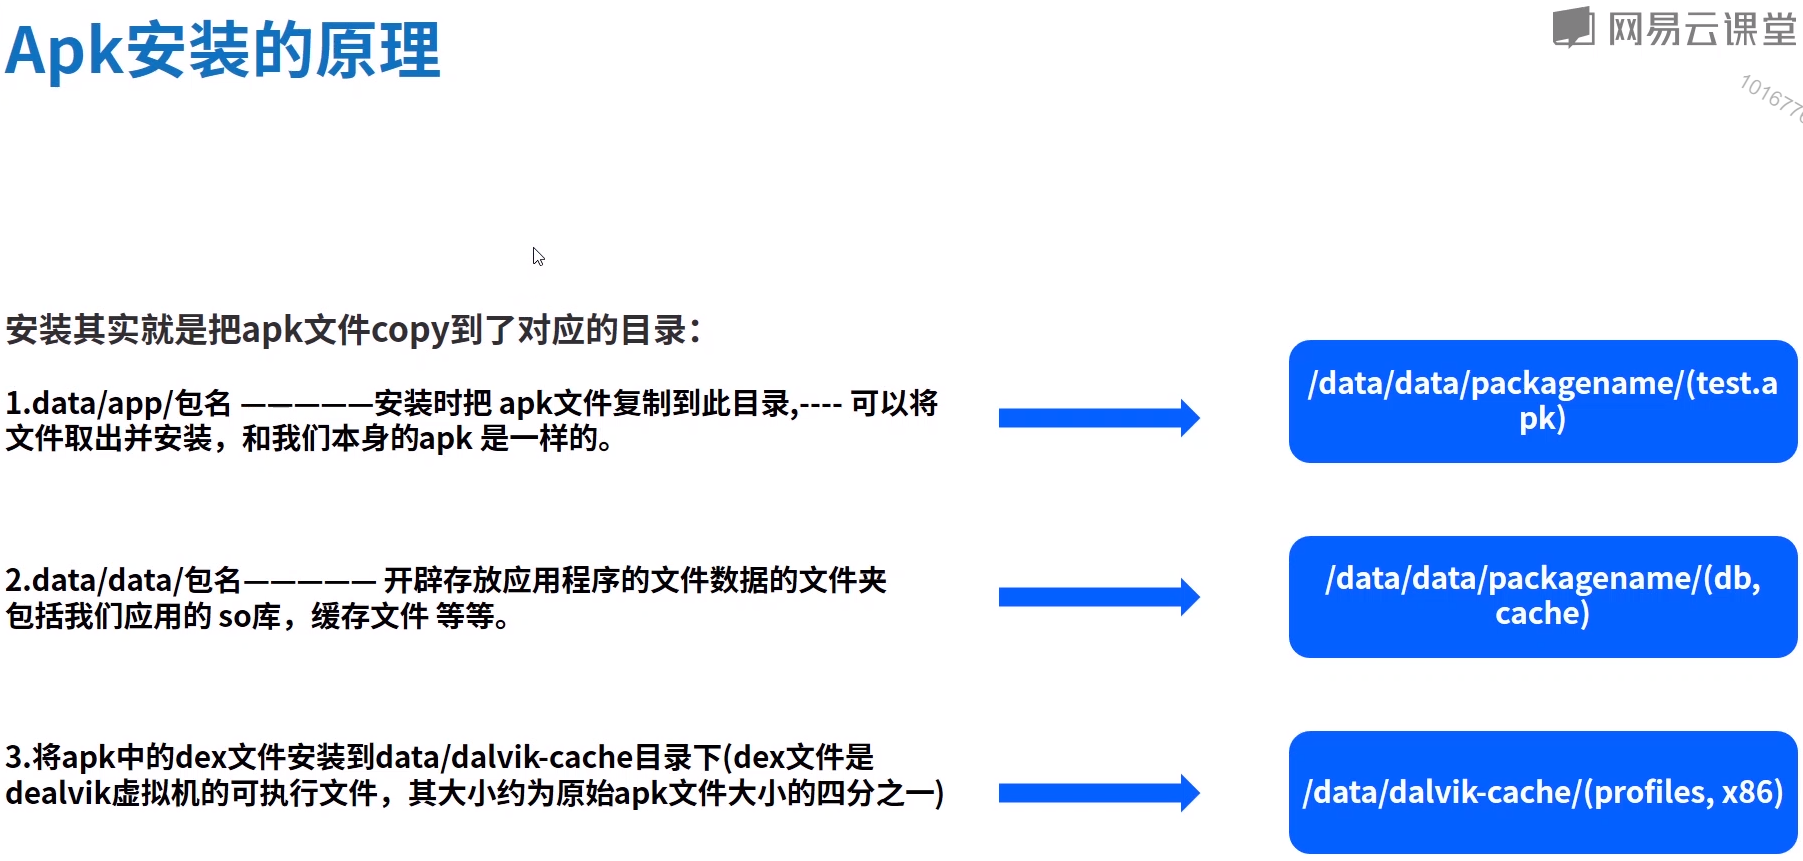 Apk安装的原理
网易云课堂
安装其实就是把apk文件copy到了对应的目录：
1.data/app/包名 —————安装时把 apk文件复制到此目录,---- 可以将
文件取出并安装，和我们本身的apk 是一样的。
/data/data/packagename/(test.a
pk)
2.data/data/包名————— 开辟存放应用程序的文件数据的文件夹
包括我们应用的 so库，缓存文件 等等。
/data/data/packagename/(db,
cache)
3.将apk中的dex文件安装到data/dalvik-cache目录下(dex文件是
dealvik虚拟机的可执行文件，其大小约为原始apk文件大小的四分之一)
/data/dalvik-cache/(profiles, x86)